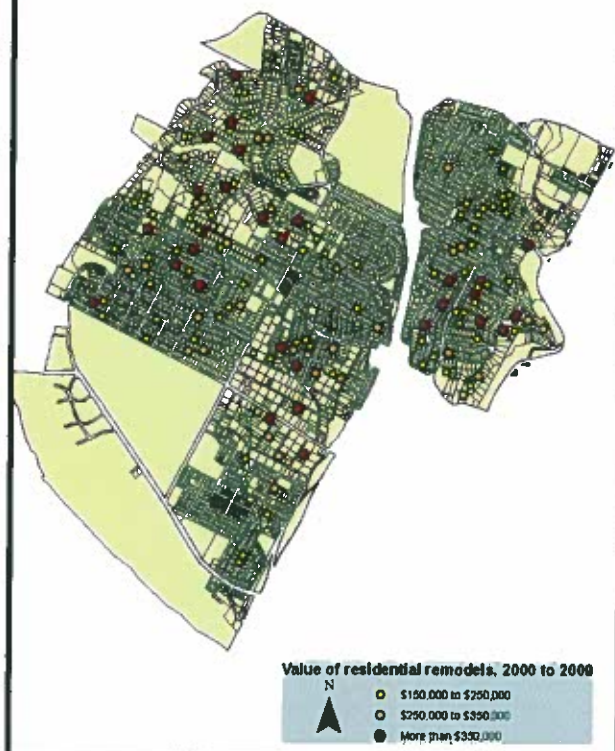 Value of residential remodels, 2000 to 2009
N
$150,000 to $250,000
$250,000 to $350,000
More than $350,000